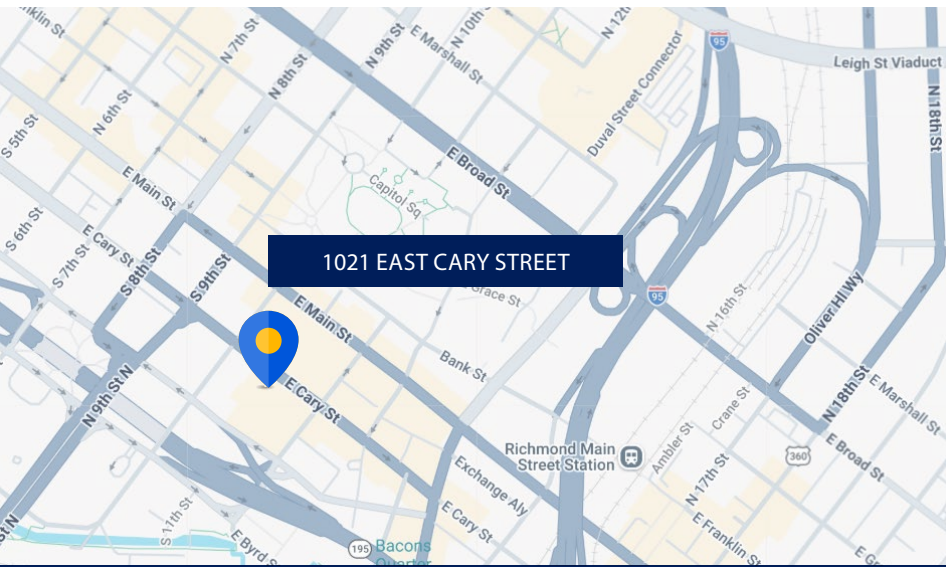 nklin St
N 7th St
N 8th St
N 9th St
N 10th St
E Marshall St
N 12th
Duval Street Connector
95
Leigh St Viaduct
N 18th St
S 5th St
N 6th St
E Main St
E Broad St
Capitol Sq
S 6th St
E Cary St
S 7th St
S 8th St
S 9th St
1021 EAST CARY STREET
Grace St
95
N 16th St
Oliver Hl Wy
E Main St
Bank St
E Cary St
N 9th St N
Crane St
N 18th St
E Marshall St
E Broad St
Richmond Main
Street Station
Ambler St
360
N 17th St
Exchange Aly
E Cary St
S 11th St
St N
E Byrd St
195
Bacons
Quarter
E Franklin St
E Gr